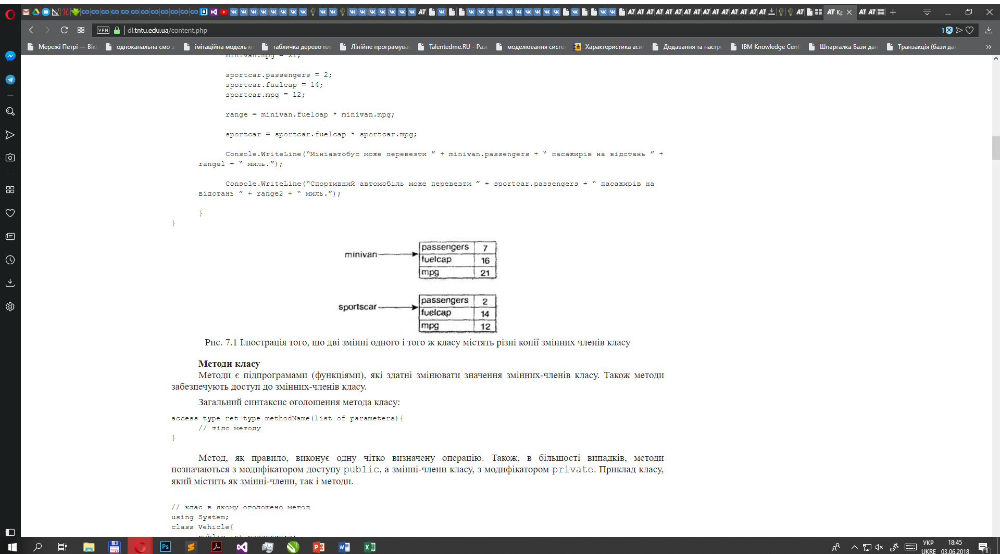 Кр
VPN
dl.tntu.edu.ua/content.php
1
Мережі Петрі — Вікі
одноканальна смо з
імітаційна модель м
табличка дерево пл
Лінійне програмува
Talentedme.RU - Разв
моделювання систе
Характеристика аси
Додавання та настро
IBM Knowledge Cent
Шпаргалка Бази дан
Транзакція (бази да
minivan.mpg = 21;
sportcar.passengers = 2;
sportcar.fuelcap = 14;
sportcar.mpg = 12;
range = minivan.fuelcap * minivan.mpg;
sportcar = sportcar.fuelcap * sportcar.mpg;
Console.WriteLine(“Мініавтобус може перевезти ” + minivan.passengers + “ пасажирів на відстань ” +
range1 + “ миль.”);
Console.WriteLine(“Спортивний автомобіль може перевезти ” + sportcar.passengers + “ пасажирів на
відстань ” + range2 + “ миль.”);
}
}
minivan
passengers 7
fuelcap 16
mpg 21
sportscar
passengers 2
fuelcap 14
mpg 12
Рис. 7.1 Ілюстрація того, що дві змінні одного і того ж класу містять різні копії змінних членів класу
Методи класу
Методи є підпрограмами (функціями), які здатні змінювати значення змінних-членів класу. Також методи
забезпечують доступ до змінних-членів класу.
Загальний синтаксис оголошення метода класу:
access type ret-type methodName(list of parameters){
// тіло методу
}
Метод, як правило, виконує одну чітко визначену операцію. Також, в більшості випадків, методи
позначаються з модифікатором доступу public, а змінні-члени класу, з модифікатором private. Приклад класу,
який містить як змінні-члени, так і методи.
// клас в якому оголошено метод
using System;
class Vehicle{
public int passengers;
УКР
UKRE
18:45
03.06.2018
1